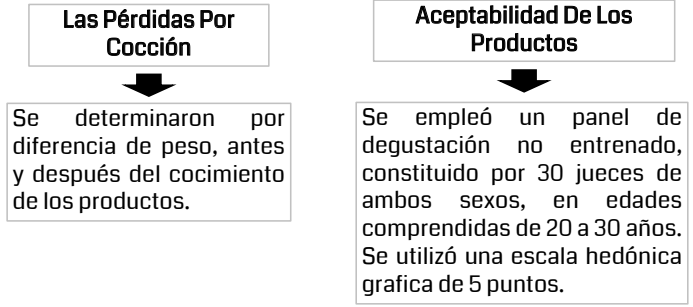 Las Pérdidas Por
Cocción
Se determinaron por
diferencia de peso, antes
y después del cocimiento
de los productos.
Aceptabilidad De Los
Productos
Se empleó un panel de
degustación no entrenado,
constituido por 30 jueces de
ambos sexos, en edades
comprendidas de 20 a 30 años.
Se utilizó una escala hedónica
grafica de 5 puntos.